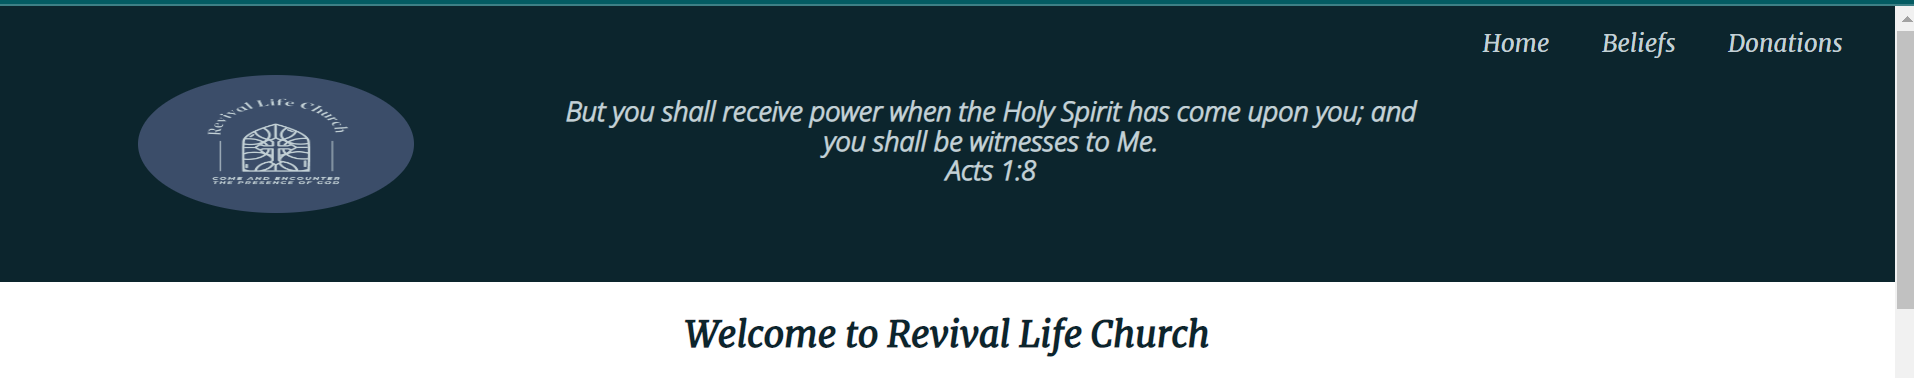 Home Beliefs Donations
Revival Life Church
COME AND ENCOUNTER
THE PRESENCE OF GOD
But you shall receive power when the Holy Spirit has come upon you; and
you shall be witnesses to Me.
Acts 1:8
Welcome to Revival Life Church